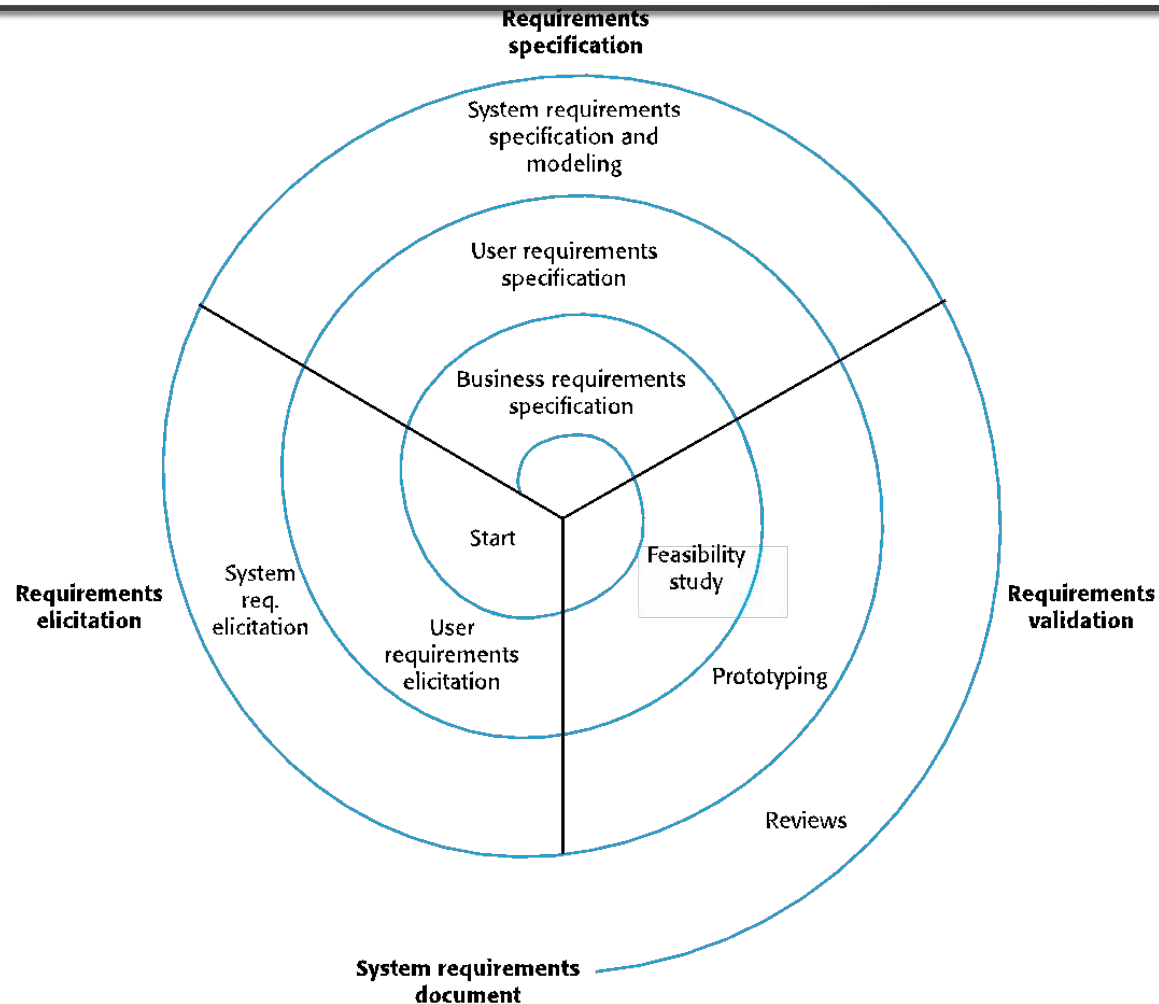 Requirements
specification
System requirements
specification and
modeling
User requirements
specification
Business requirements
specification
Start
Feasibility
study
System
req.
elicitation
Requirements
elicitation
Requirements
validation
User
requirements
elicitation
Prototyping
Reviews
System requirements
document